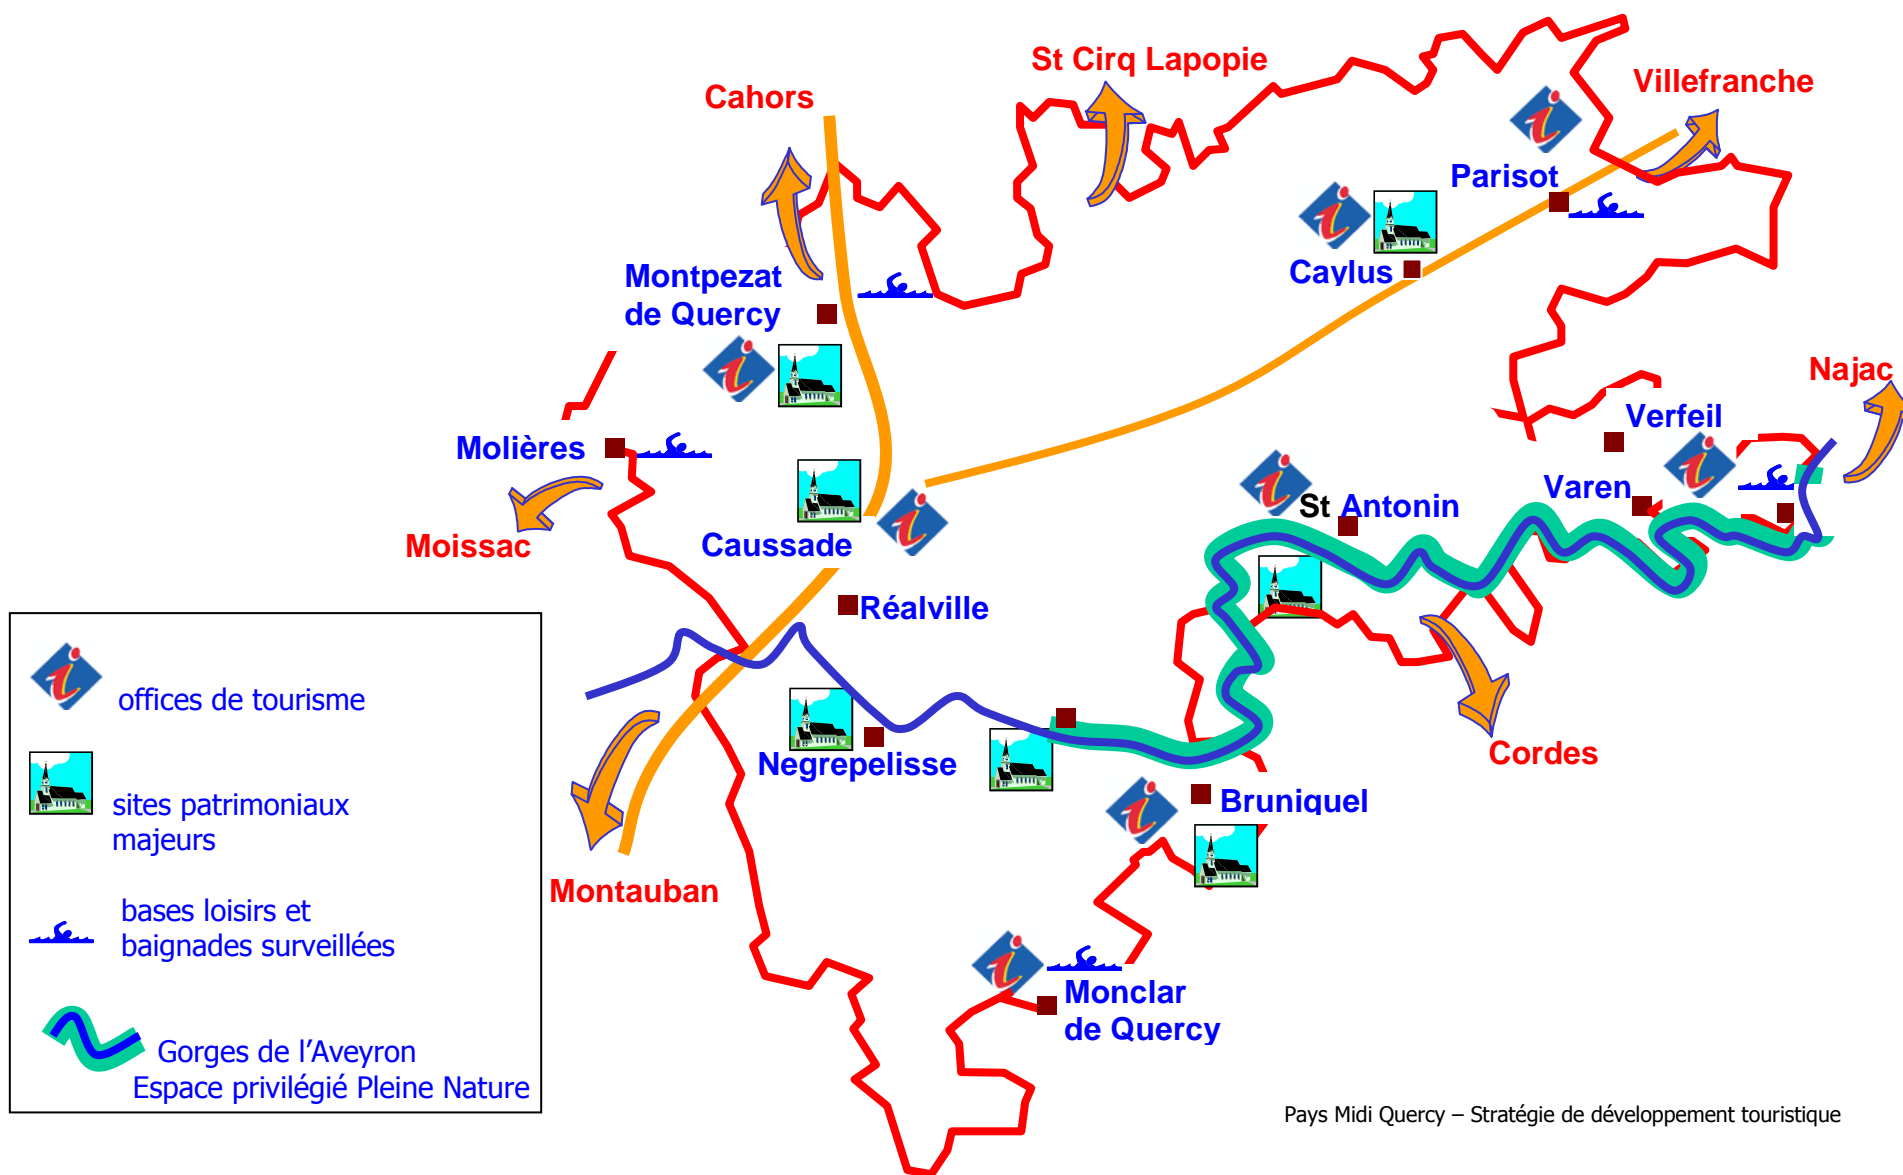 St Cirq Lapopie
Cahors
Villefranche
Parisot
Caylus
Montpezat
de Quercy
Najac
Verfeil
Molières
Varen
St Antonin
Moissac
Caussade
Réalville
Negrepelisse
Cordes
Bruniquel
Montauban
Monclar
de Quercy
offices de tourisme
sites patrimoniaux
majeurs
bases loisirs et
baignades surveillées
Gorges de l’Aveyron
Espace privilégié Pleine Nature
Pays Midi Quercy – Stratégie de développement touristique